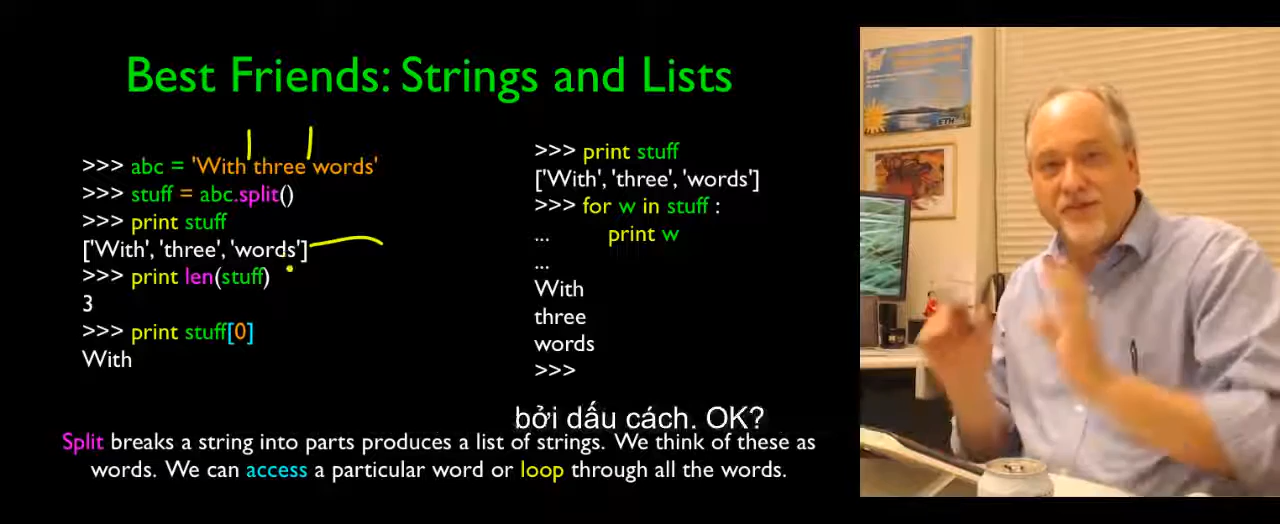 Best Friends: Strings and Lists
>>> abc = 'With three words'
>>> stuff = abc.split()
>>> print stuff
['With', 'three', 'words']
>>> print len(stuff)
3
>>> print stuff[0]
With
>>> print stuff
['With', 'three', 'words']
>>> for w in stuff :
... print w
...
With
three
words
>>>
bởi dấu cách. OK?
Split breaks a string into parts produces a list of strings. We think of these as
words. We can access a particular word or loop through all the words.
ETH